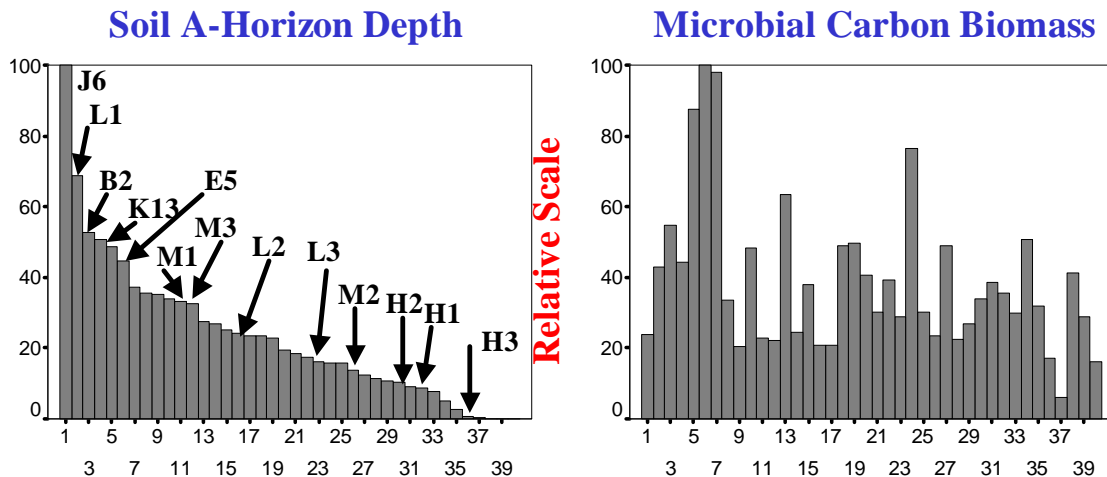 Soil A-Horizon Depth
100
80
60
40
20
0
J6
L1
B2
K13
E5
M1
M3
L2
L3
M2
H2
H1
H3
1 5 9 13 17 21 25 29 33 37
3 7 11 15 19 23 27 31 35 39
Relative Scale
Microbial Carbon Biomass
100
80
60
40
20
0
1 5 9 13 17 21 25 29 33 37
3 7 11 15 19 23 27 31 35 39